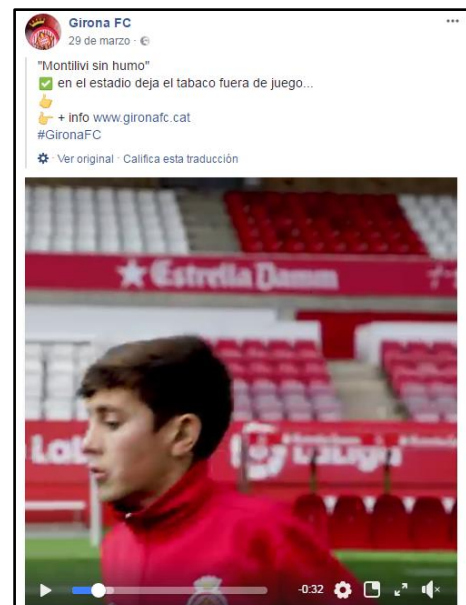 Girona FC
29 de marzo ·
"Montilivi sin humo"
✅ en el estadio deja el tabaco fuera de juego...
👆
👉 + info www.gironafc.cat
#GironaFC
· Ver original · Califica esta traducción
★ Estrella Damm
LaLiga
-0:32